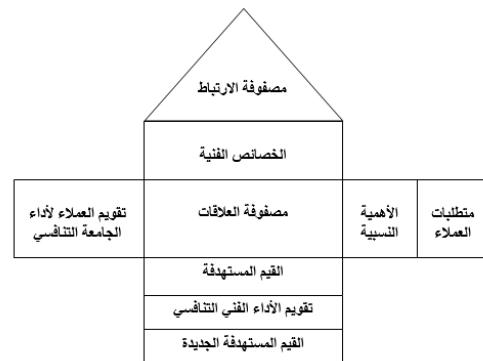 مصفوفة الارتباط
الخصائص الفنية
متطلبات
العملاء
الأهمية
النسبية
مصفوفة العلاقات
تقويم العملاء لأداء
الجامعة التنافسي
القيم المستهدفة
تقويم الأداء الفني التنافسي
القيم المستهدفة الجديدة